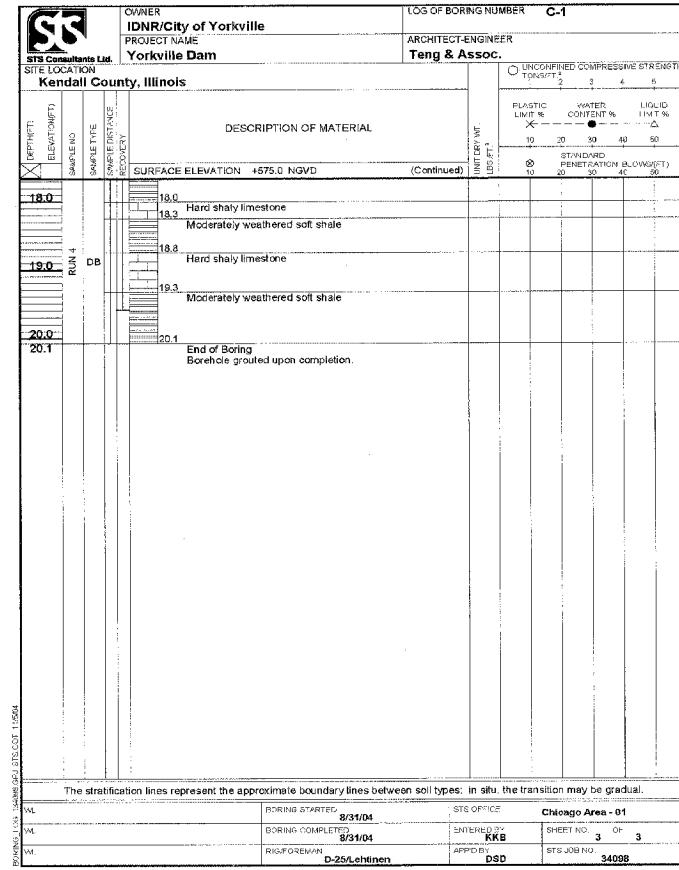 STS
STS Consultants Ltd.
OWNER
IDNR/City of Yorkville
LOG OF BORING NUMBER C-1
PROJECT NAME
Yorkville Dam
ARCHITECT-ENGINEER
Teng & Assoc.
SITE LOCATION
Kendall County, Illinois
UNCONFINED COMPRESSIVE STRENGTH
TONS/FT.2
1 2 3 4 5
PLASTIC LIMIT %
WATER CONTENT %
LIQUID LIMIT %
10 20 30 40 50
STANDARD
PENETRATION BLOWS/(FT)
10 20 30 40 50
DEPTH(FT)
ELEVATION(FT)
SAMPLE NO
SAMPLE TYPE
SAMPLE DISTANCE
RECOVERY
DESCRIPTION OF MATERIAL
UNIT DRY WT.
LBS./FT.3
SURFACE ELEVATION +575.0 NGVD (Continued)
18.0 18.0
Hard shaly limestone
18.3
Moderately weathered soft shale
18.8
RUN 4
DB
Hard shaly limestone
19.0
19.3
Moderately weathered soft shale
20.0 20.1
20.1 End of Boring
Borehole grouted upon completion.
The stratification lines represent the approximate boundary lines between soil types: in situ, the transition may be gradual.
WL
BORING STARTED
8/31/04
STS OFFICE
Chicago Area - 01
WL
BORING COMPLETED
8/31/04
ENTERED BY
KKB
SHEET NO. 3 OF 3
WL
RIG/FOREMAN
D-25/Lehtinen
APP'D BY
DSD
STS JOB NO.
34098
BORING_LOG 34098.GPJ STS.GDT 11/5/04